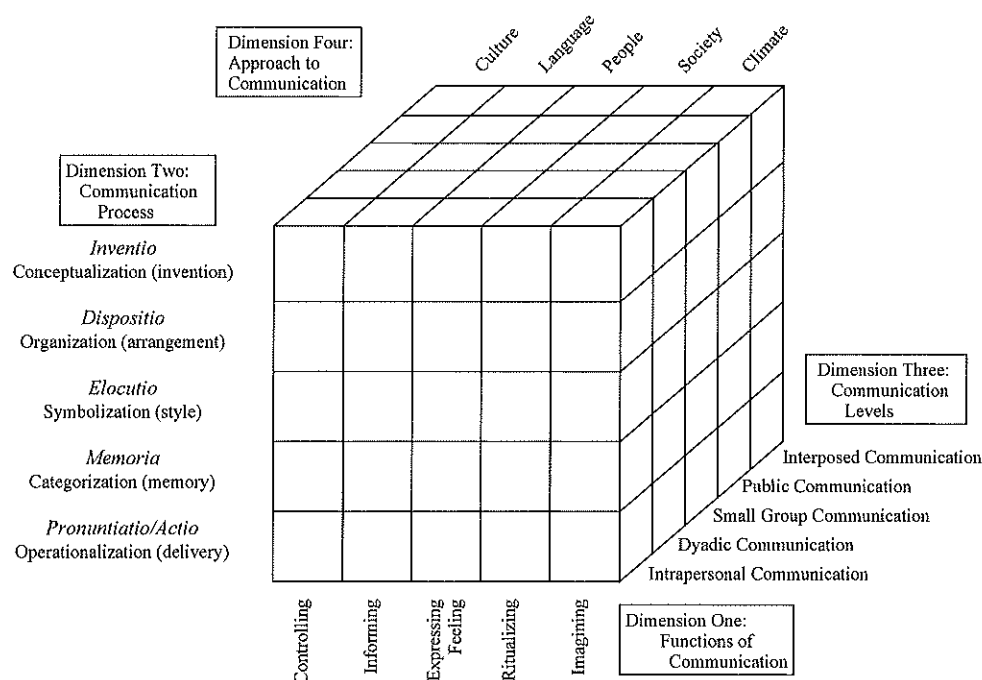 Dimension Four:
Approach to
Communication
Culture
Language
People
Society
Climate
Dimension Two:
Communication
Process
Inventio
Conceptualization (invention)
Dispositio
Organization (arrangement)
Elocutio
Symbolization (style)
Memoria
Categorization (memory)
Pronuntiatio/Actio
Operationalization (delivery)
Dimension Three:
Communication
Levels
Interposed Communication
Public Communication
Small Group Communication
Dyadic Communication
Intrapersonal Communication
Controlling
Informing
Expressing
Feeling
Ritualizing
Imagining
Dimension One:
Functions of
Communication